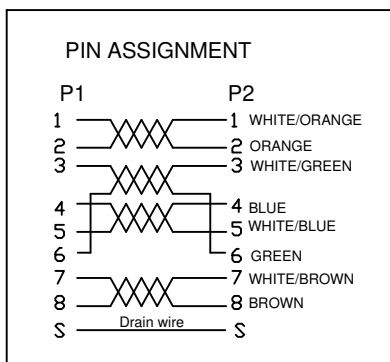 PIN ASSIGNMENT
P1 P2
1 1 WHITE/ORANGE
2 2 ORANGE
3 3 WHITE/GREEN
4 4 BLUE
5 5 WHITE/BLUE
6 6 GREEN
7 7 WHITE/BROWN
8 8 BROWN
S Drain wire S